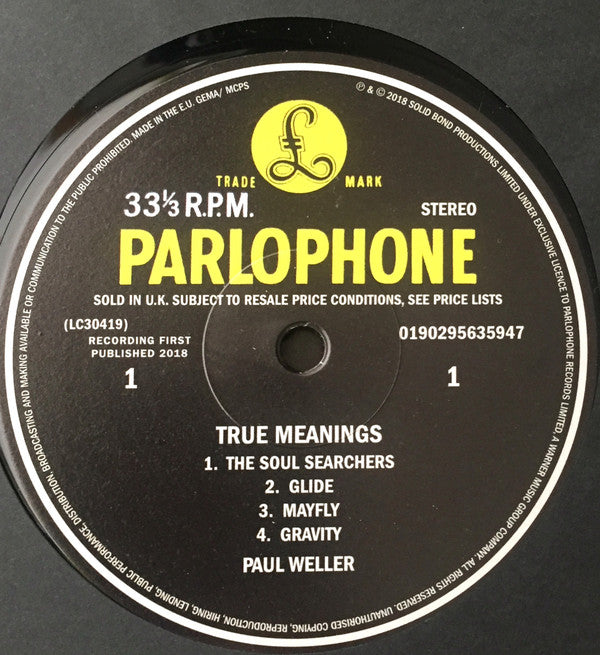 MADE IN THE E.U. GEMA/ MCPS
℗ & © 2018 SOLID BOND PRODUCTIONS LIMITED UNDER EXCLUSIVE LICENCE TO PARLOPHONE RECORDS LIMITED, A WARNER MUSIC GROUP COMPANY. ALL RIGHTS RESERVED. UNAUTHORISED COPYING, REPRODUCTION, HIRING, LENDING, PUBLIC PERFORMANCE, DISTRIBUTION, BROADCASTING AND MAKING AVAILABLE OR COMMUNICATION TO THE PUBLIC PROHIBITED.
£
TRADE MARK
33⅓ R.P.M. STEREO
PARLOPHONE
SOLD IN U.K. SUBJECT TO RESALE PRICE CONDITIONS, SEE PRICE LISTS
(LC30419) 0190295635947
RECORDING FIRST
PUBLISHED 2018
1 1
TRUE MEANINGS
1. THE SOUL SEARCHERS
2. GLIDE
3. MAYFLY
4. GRAVITY
PAUL WELLER